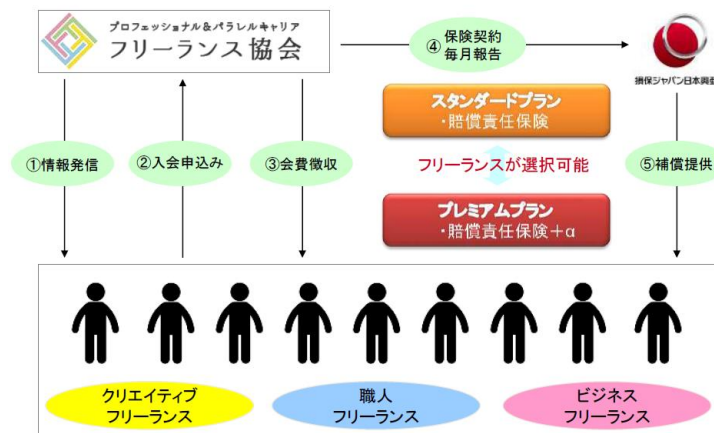 プロフェッショナル&パラレルキャリア
フリーランス協会
④保険契約
毎月報告
損保ジャパン日本興亜
スタンダードプラン
・賠償責任保険
①情報発信
②入会申込み
③会費徴収
フリーランスが選択可能
⑤補償提供
プレミアムプラン
・賠償責任保険+α
クリエイティブ
フリーランス
職人
フリーランス
ビジネス
フリーランス